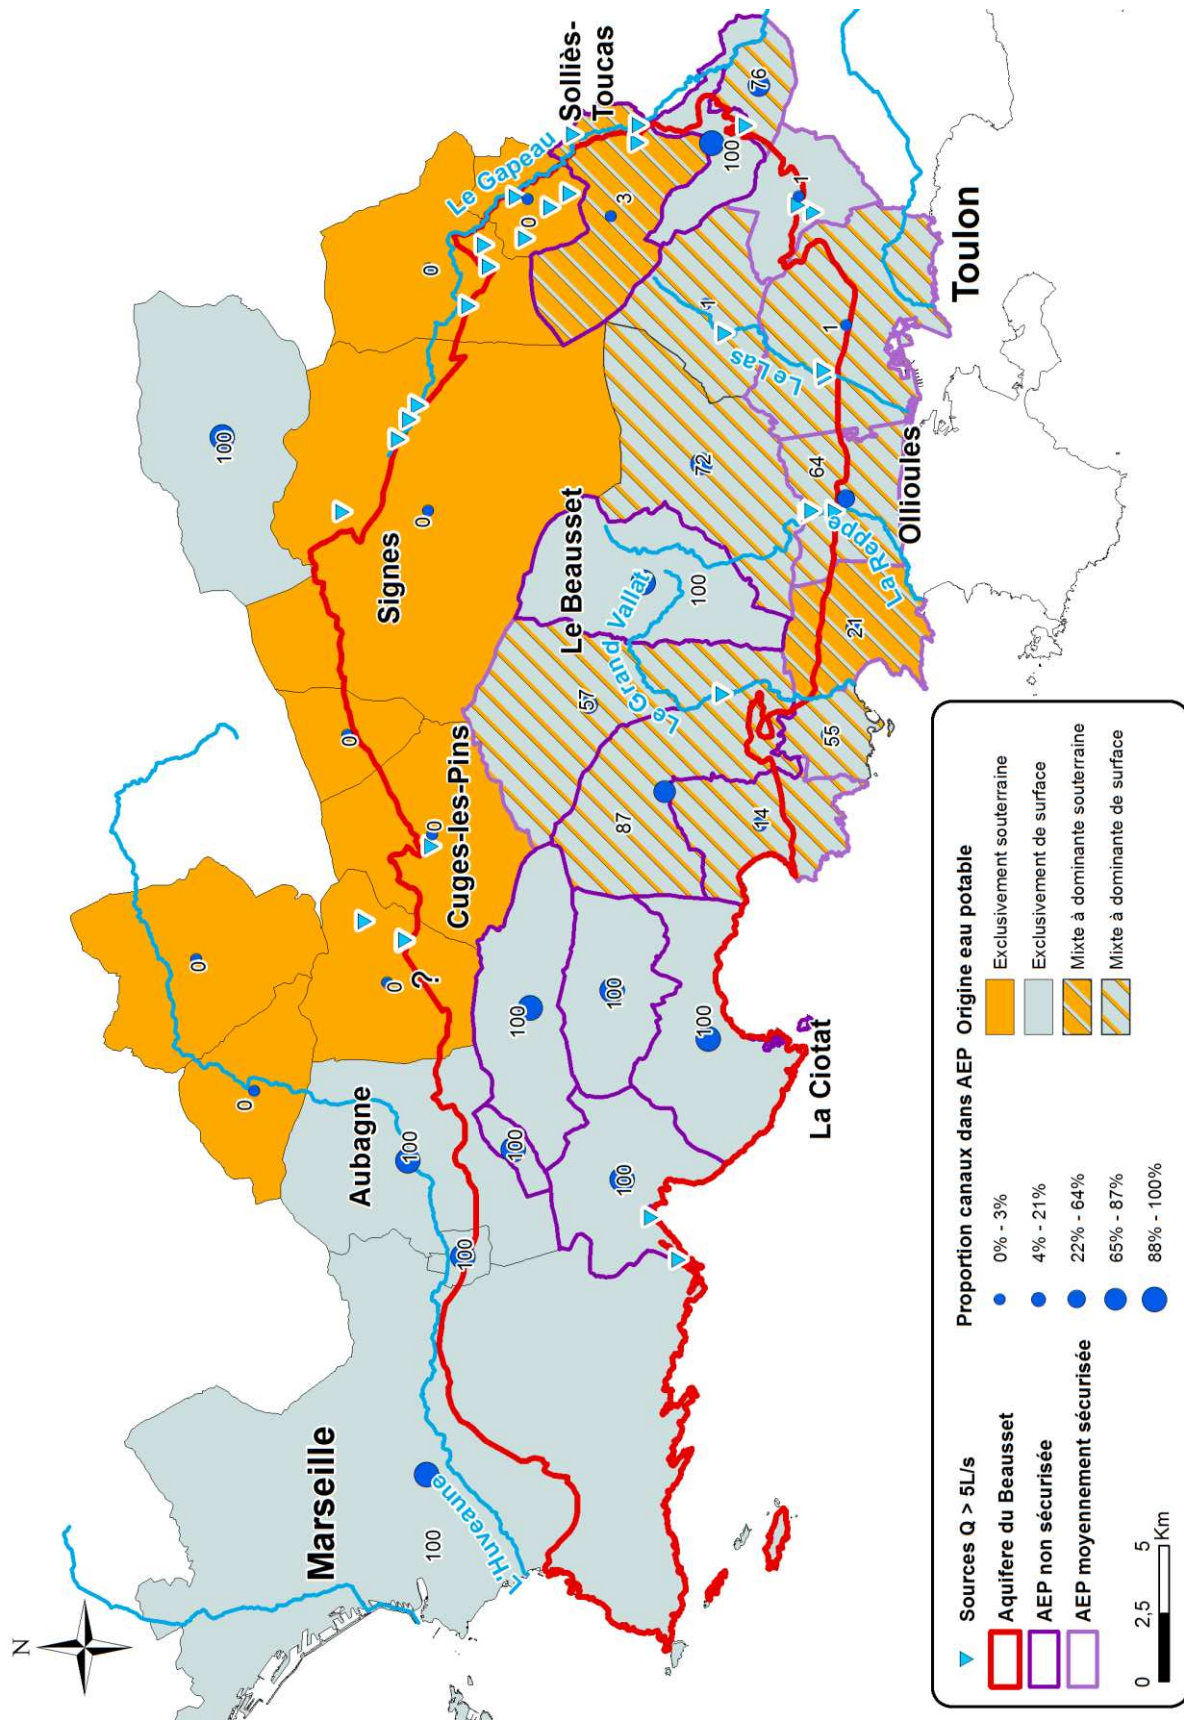 N
Marseille
100
L'Huveaune
Aubagne
100
100
0
0
0
?
Cuges-les-Pins
0
0
Signes
0
100
0
Le Gapeau
0
Solliès-
Toucas
3
76
100
1
1
Le Las
1
Toulon
72
64
Ollioules
La Reppe
Le Beausset
100
Le Grand Vallat
57
21
55
87
14
100
100
100
100
100
La Ciotat
Sources Q > 5L/s
Aquifere du Beausset
AEP non sécurisée
AEP moyennement sécurisée
Proportion canaux dans AEP
0% - 3%
4% - 21%
22% - 64%
65% - 87%
88% - 100%
Origine eau potable
Exclusivement souterraine
Exclusivement de surface
Mixte à dominante souterraine
Mixte à dominante de surface
0 2,5 5
Km